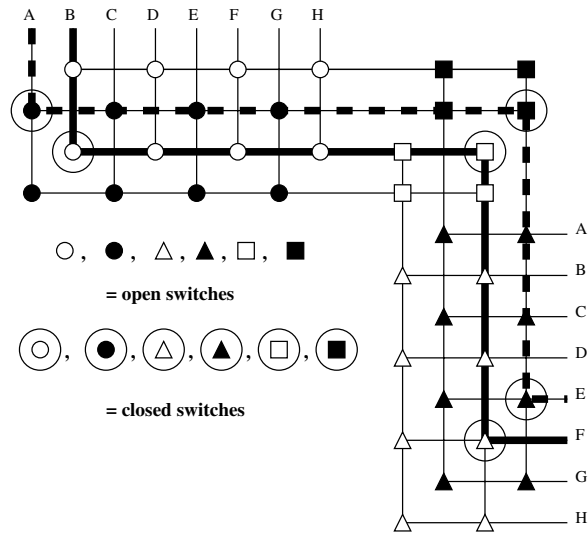 A B C D E F G H
A
B
C
, , , , ,
= open switches
D
, , , , ,
E
= closed switches
F
G
H